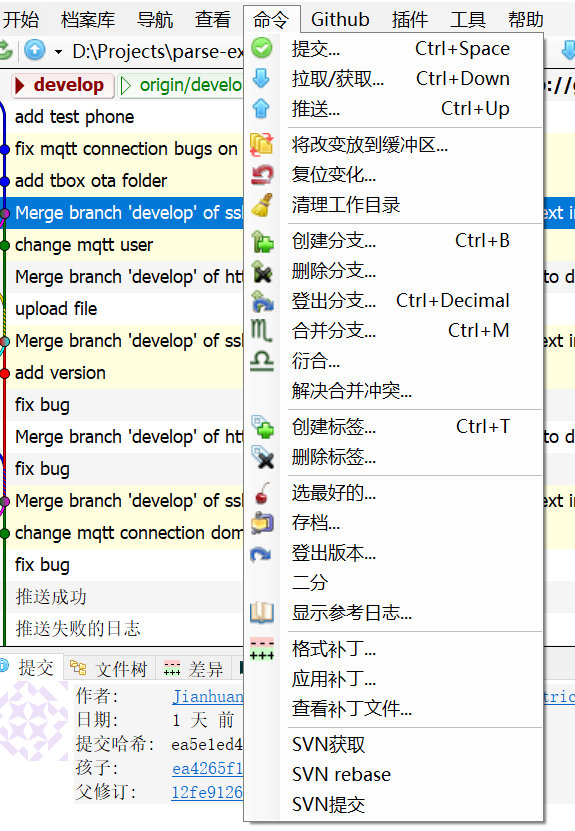 开始 档案库 导航 查看 命令 Github 插件 工具 帮助
D:\Projects\parse-ex
develop origin/develo
add test phone
fix mqtt connection bugs on
add tbox ota folder
Merge branch 'develop' of ssl
change mqtt user
Merge branch 'develop' of htt
upload file
Merge branch 'develop' of ssl
add version
fix bug
Merge branch 'develop' of htt
fix bug
Merge branch 'develop' of ssl
change mqtt connection dom
fix bug
推送成功
推送失败的日志
提交... Ctrl+Space
拉取/获取... Ctrl+Down
推送... Ctrl+Up
将改变放到缓冲区...
复位变化...
清理工作目录
创建分支... Ctrl+B
删除分支...
登出分支... Ctrl+Decimal
合并分支... Ctrl+M
衍合...
解决合并冲突...
创建标签... Ctrl+T
删除标签...
选最好的...
存档...
登出版本...
二分
显示参考日志...
格式补丁...
应用补丁...
查看补丁文件...
SVN获取
SVN rebase
SVN提交
提交 文件树 差异
作者: Jianhuan
日期: 1 天 前
提交哈希: ea5e1ed4
孩子: ea4265f1
父修订: 12fe9126